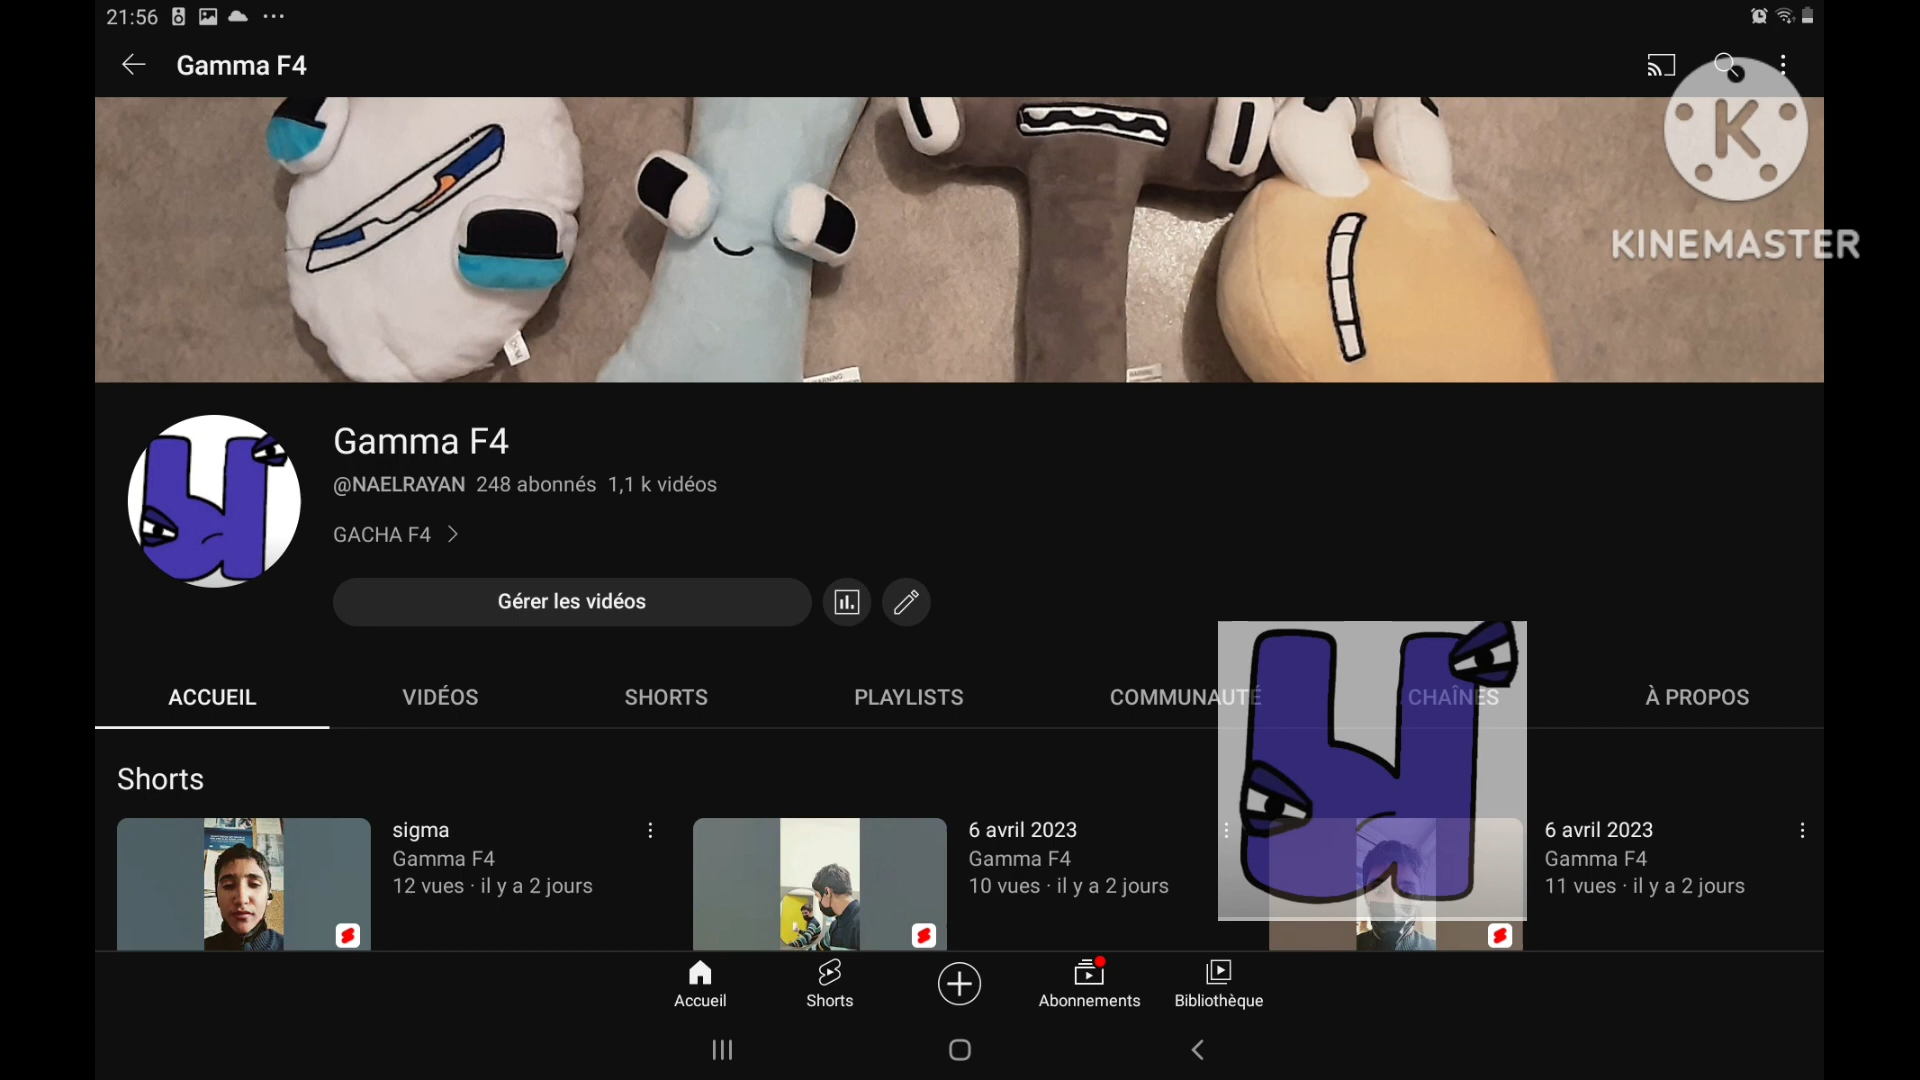 21:56
Gamma F4
K
KINEMASTER
Gamma F4
@NAELRAYAN 248 abonnés 1,1 k vidéos
GACHA F4
Gérer les vidéos
ACCUEIL VIDÉOS SHORTS PLAYLISTS COMMUNAUTÉ CHAÎNES À PROPOS
Shorts
sigma
Gamma F4
12 vues · il y a 2 jours
6 avril 2023
Gamma F4
10 vues · il y a 2 jours
6 avril 2023
Gamma F4
11 vues · il y a 2 jours
Accueil Shorts Abonnements Bibliothèque